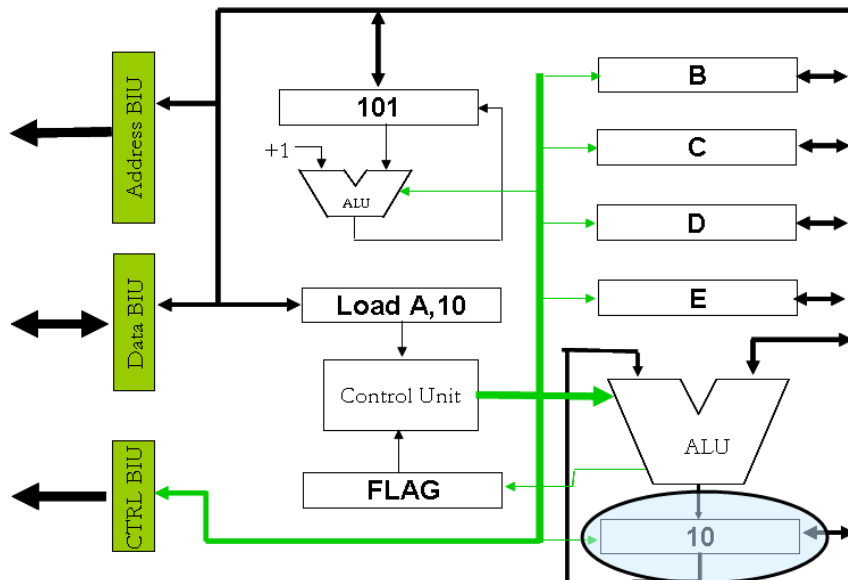 Address BIU
101
+1
ALU
B
C
D
E
Data BIU
Load A,10
Control Unit
FLAG
ALU
CTRL BIU
10